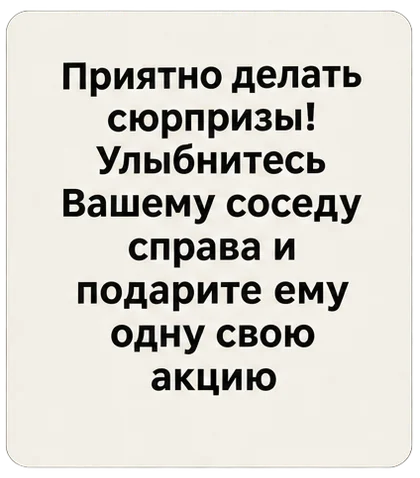 Приятно делать
сюрпризы!
Улыбнитесь
Вашему соседу
справа и
подарите ему
одну свою
акцию